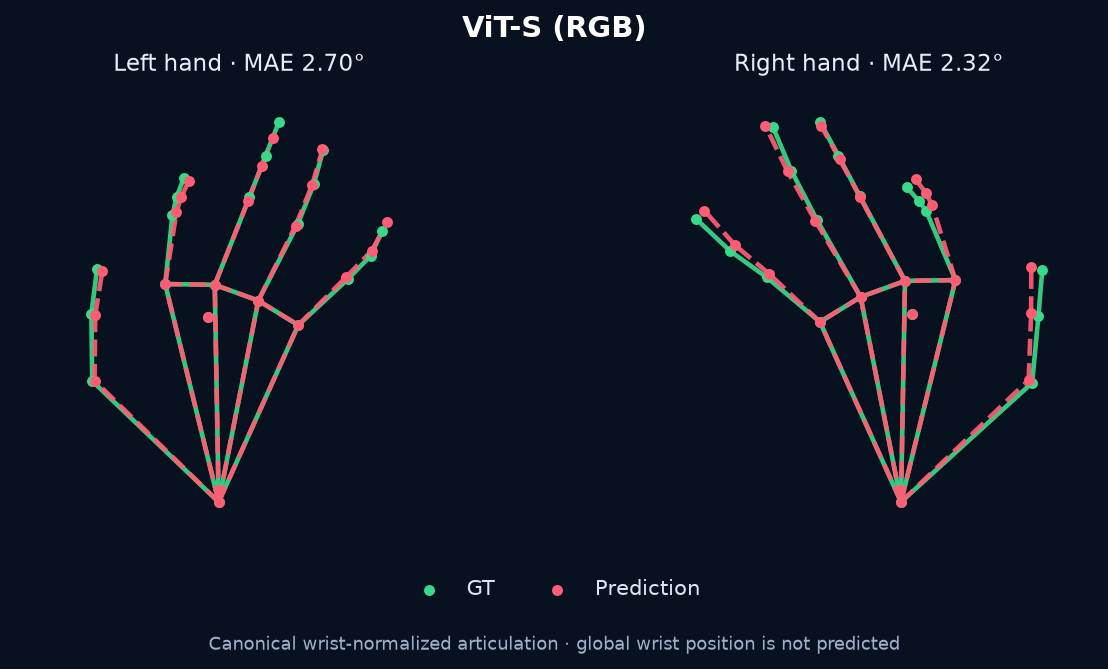 ViT-S (RGB)
Left hand · MAE 2.70°
Right hand · MAE 2.32°
GT
Prediction
Canonical wrist-normalized articulation · global wrist position is not predicted